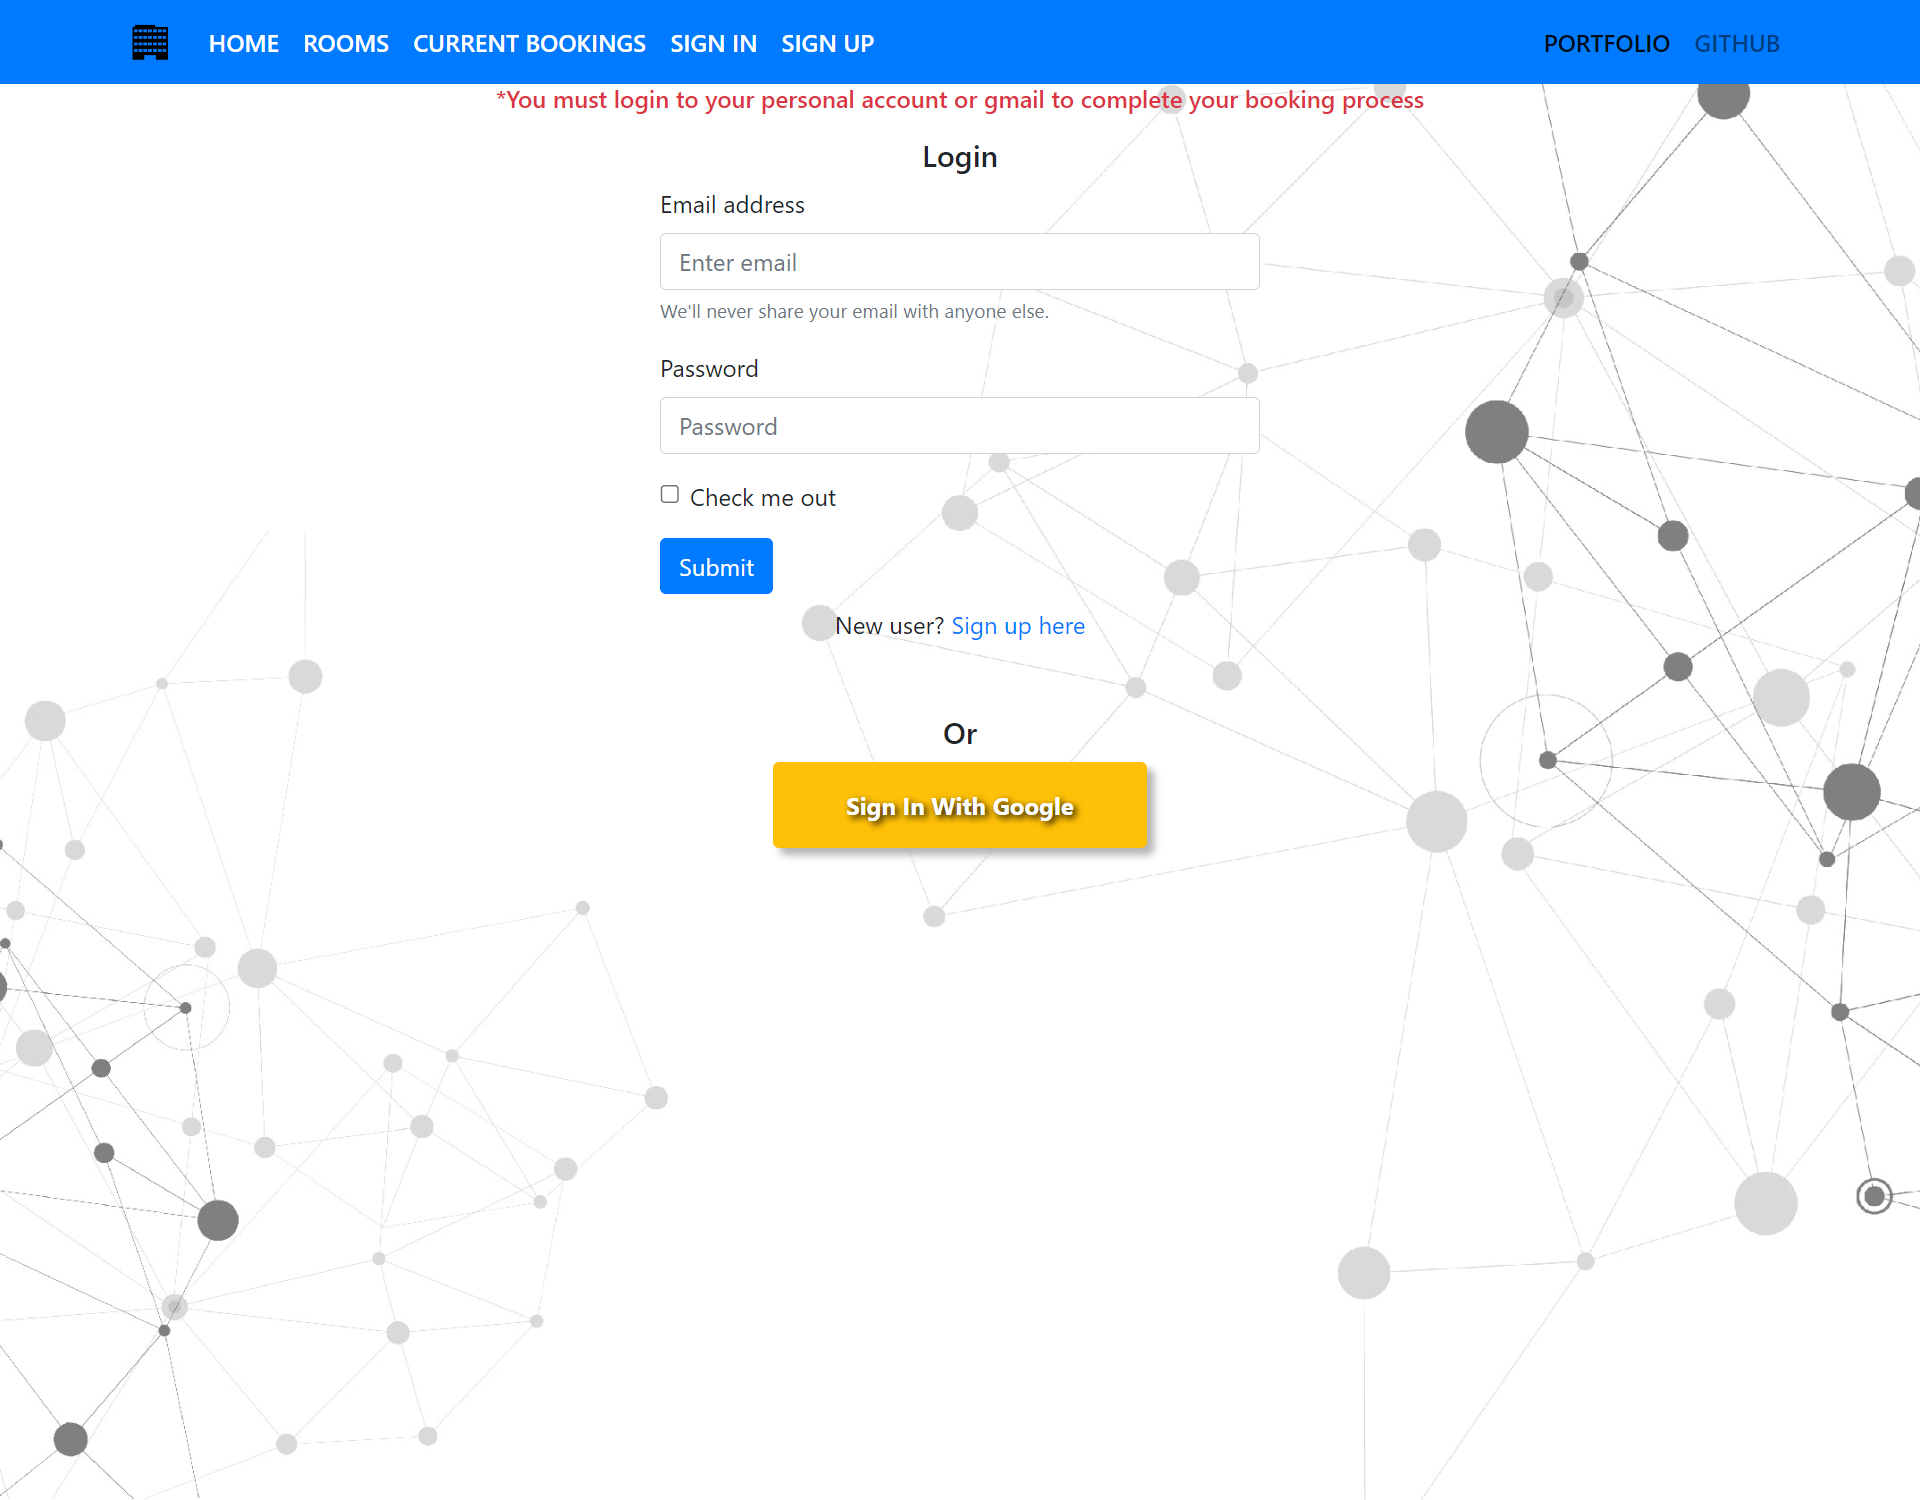 HOME ROOMS CURRENT BOOKINGS SIGN IN SIGN UP PORTFOLIO GITHUB
*You must login to your personal account or gmail to complete your booking process
Login
Email address
Enter email
We'll never share your email with anyone else.
Password
Password
Check me out
Submit
New user? Sign up here
Or
Sign In With Google